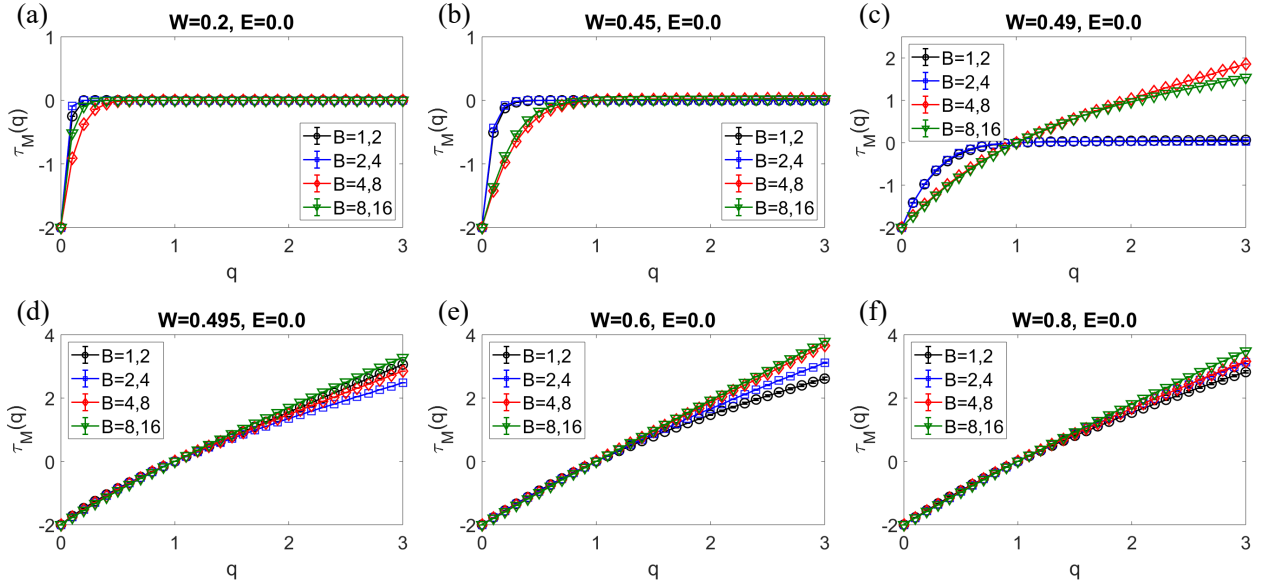 (a)
W=0.2, E=0.0
1
0
-1
-2
τM(q)
0
1
2
3
q
B=1,2
B=2,4
B=4,8
B=8,16
(b)
W=0.45, E=0.0
1
0
-1
-2
τM(q)
0
1
2
3
q
B=1,2
B=2,4
B=4,8
B=8,16
(c)
W=0.49, E=0.0
2
1
0
-1
-2
τM(q)
0
1
2
3
q
B=1,2
B=2,4
B=4,8
B=8,16
(d)
W=0.495, E=0.0
4
2
0
-2
τM(q)
0
1
2
3
q
B=1,2
B=2,4
B=4,8
B=8,16
(e)
W=0.6, E=0.0
4
2
0
-2
τM(q)
0
1
2
3
q
B=1,2
B=2,4
B=4,8
B=8,16
(f)
W=0.8, E=0.0
4
2
0
-2
τM(q)
0
1
2
3
q
B=1,2
B=2,4
B=4,8
B=8,16